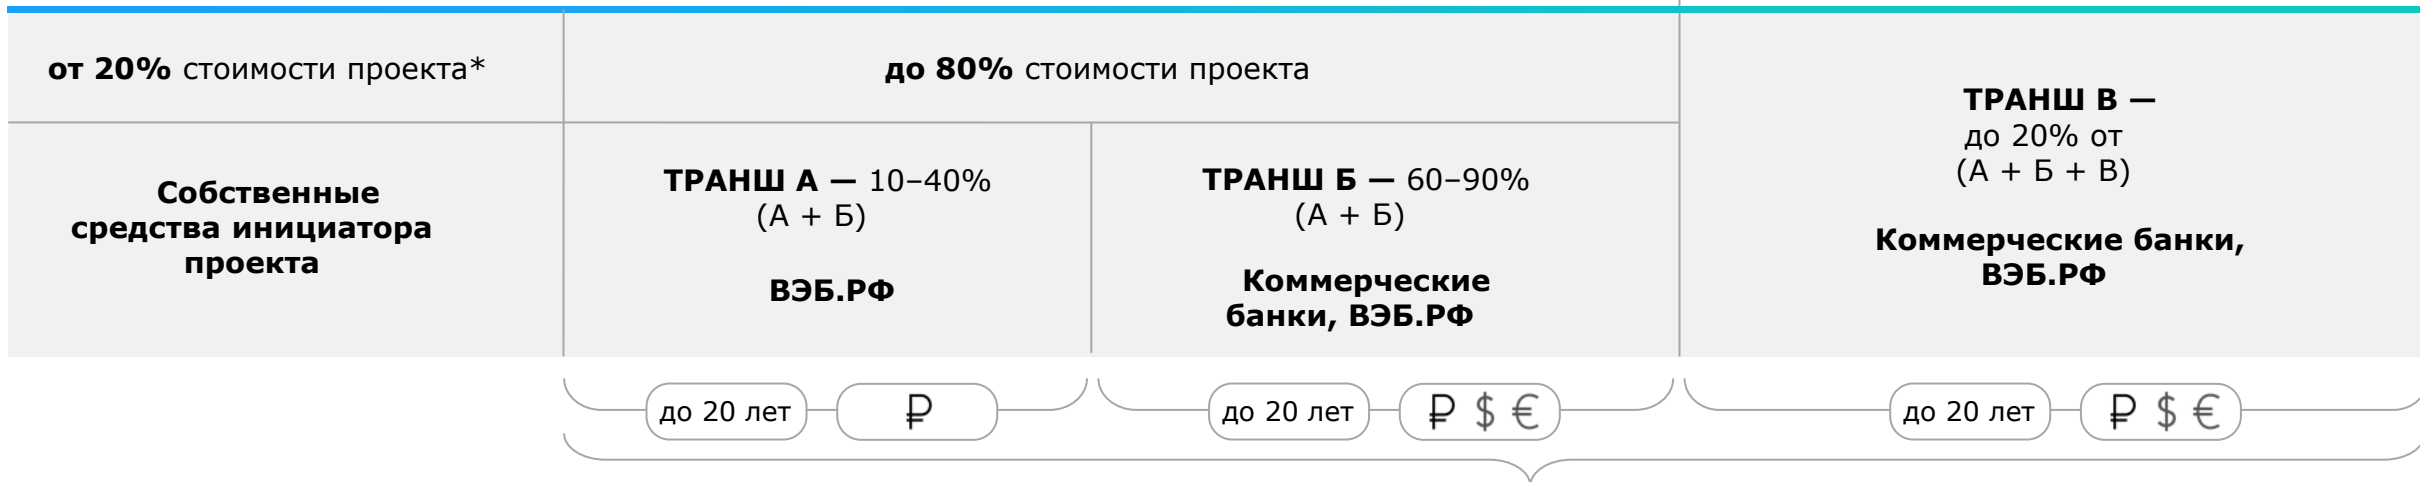 от 20% стоимости проекта*
до 80% стоимости проекта
Собственные
средства инициатора
проекта
ТРАНШ А — 10–40%
(А + Б)
ВЭБ.РФ
ТРАНШ Б — 60–90%
(А + Б)
Коммерческие
банки, ВЭБ.РФ
ТРАНШ В —
до 20% от
(А + Б + В)
Коммерческие банки,
ВЭБ.РФ
до 20 лет
₽
до 20 лет
₽ $ €
до 20 лет
₽ $ €